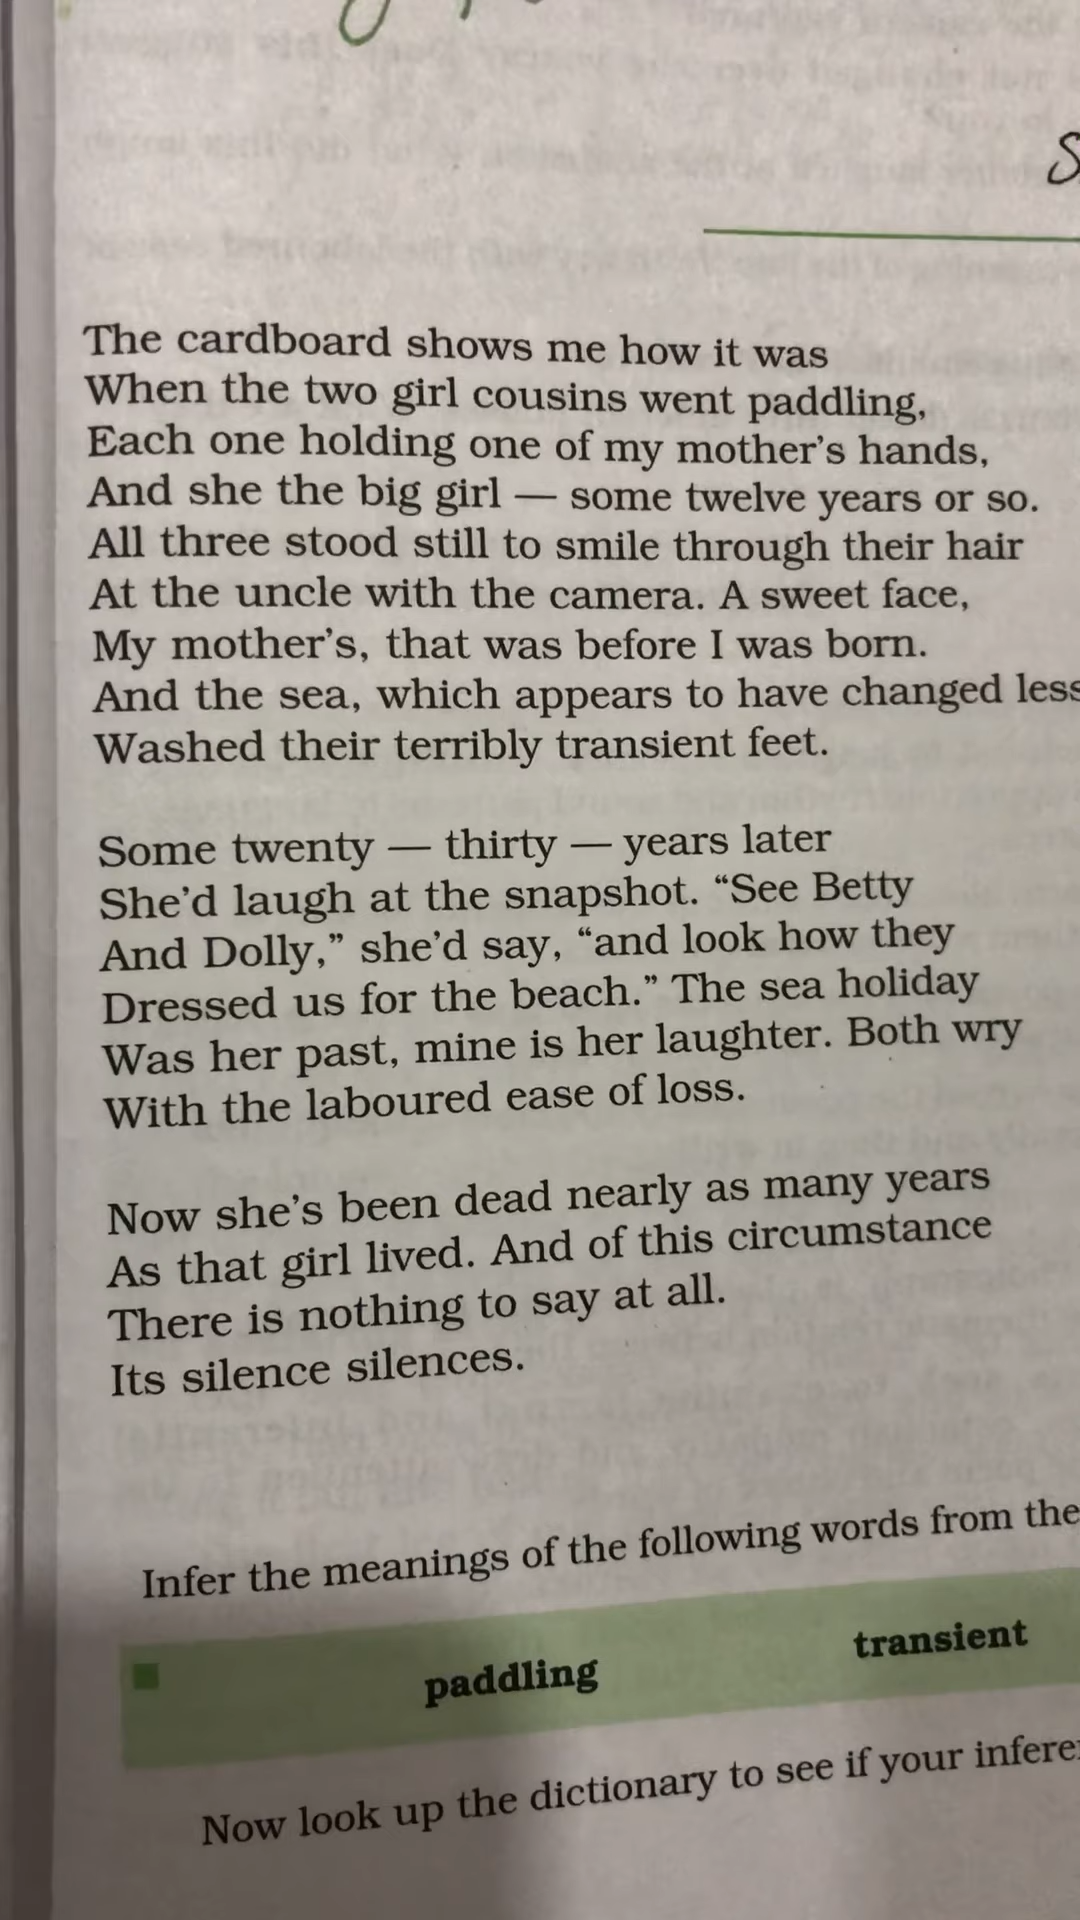 The cardboard shows me how it was
When the two girl cousins went paddling,
Each one holding one of my mother's hands,
And she the big girl — some twelve years or so.
All three stood still to smile through their hair
At the uncle with the camera. A sweet face,
My mother's, that was before I was born.
And the sea, which appears to have changed less
Washed their terribly transient feet.
Some twenty — thirty — years later
She'd laugh at the snapshot. “See Betty
And Dolly,” she'd say, “and look how they
Dressed us for the beach.” The sea holiday
Was her past, mine is her laughter. Both wry
With the laboured ease of loss.
Now she's been dead nearly as many years
As that girl lived. And of this circumstance
There is nothing to say at all.
Its silence silences.
Infer the meanings of the following words from the
paddling transient
Now look up the dictionary to see if your